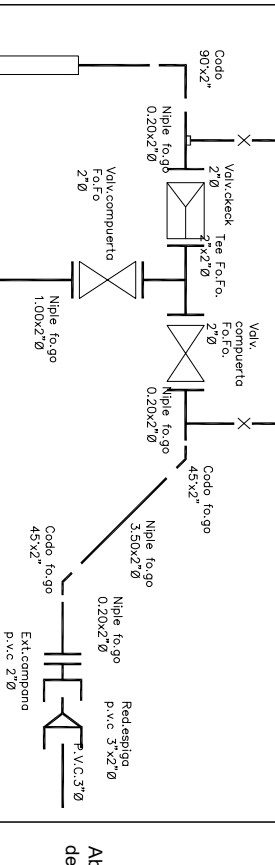 Codo
90°x2"
Niple fo.go
0.20x2"Ø
Valv.ckeck
2"Ø
Tee Fo.Fo.
2"x2"Ø
Valv.compuerta
Fo.Fo
2"Ø
Niple fo.go
1.00x2"Ø
Valv.
compuerta
Fo.Fo.
2"Ø
Niple fo.go
0.20x2"Ø
Codo fo.go
45°x2"
Niple fo.go
3.50x2"Ø
Codo fo.go
45°x2"
Niple fo.go
0.20x2"Ø
Ext.campana
p.v.c 2"Ø
Red.espiga
p.v.c 3"x2"Ø
P.V.C.3"Ø